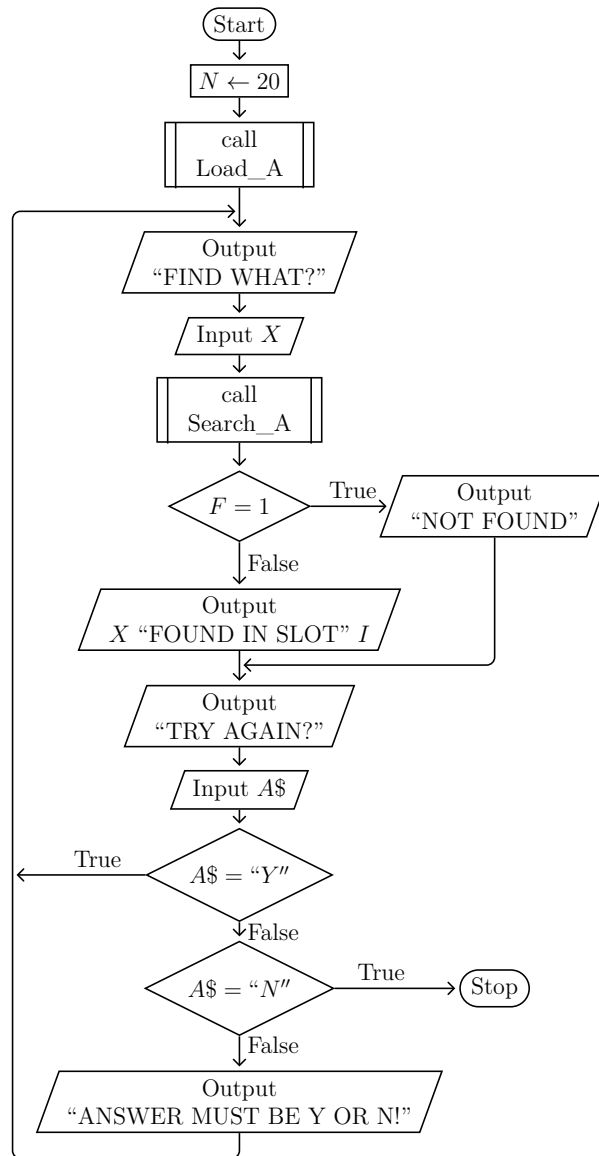 Start
N ← 20
call
Load_A
Output
“FIND WHAT?”
Input X
call
Search_A
F = 1
True
Output
“NOT FOUND”
False
Output
X “FOUND IN SLOT” I
Output
“TRY AGAIN?”
Input A$
True
A$ = “Y”
False
A$ = “N”
True
Stop
False
Output
“ANSWER MUST BE Y OR N!”